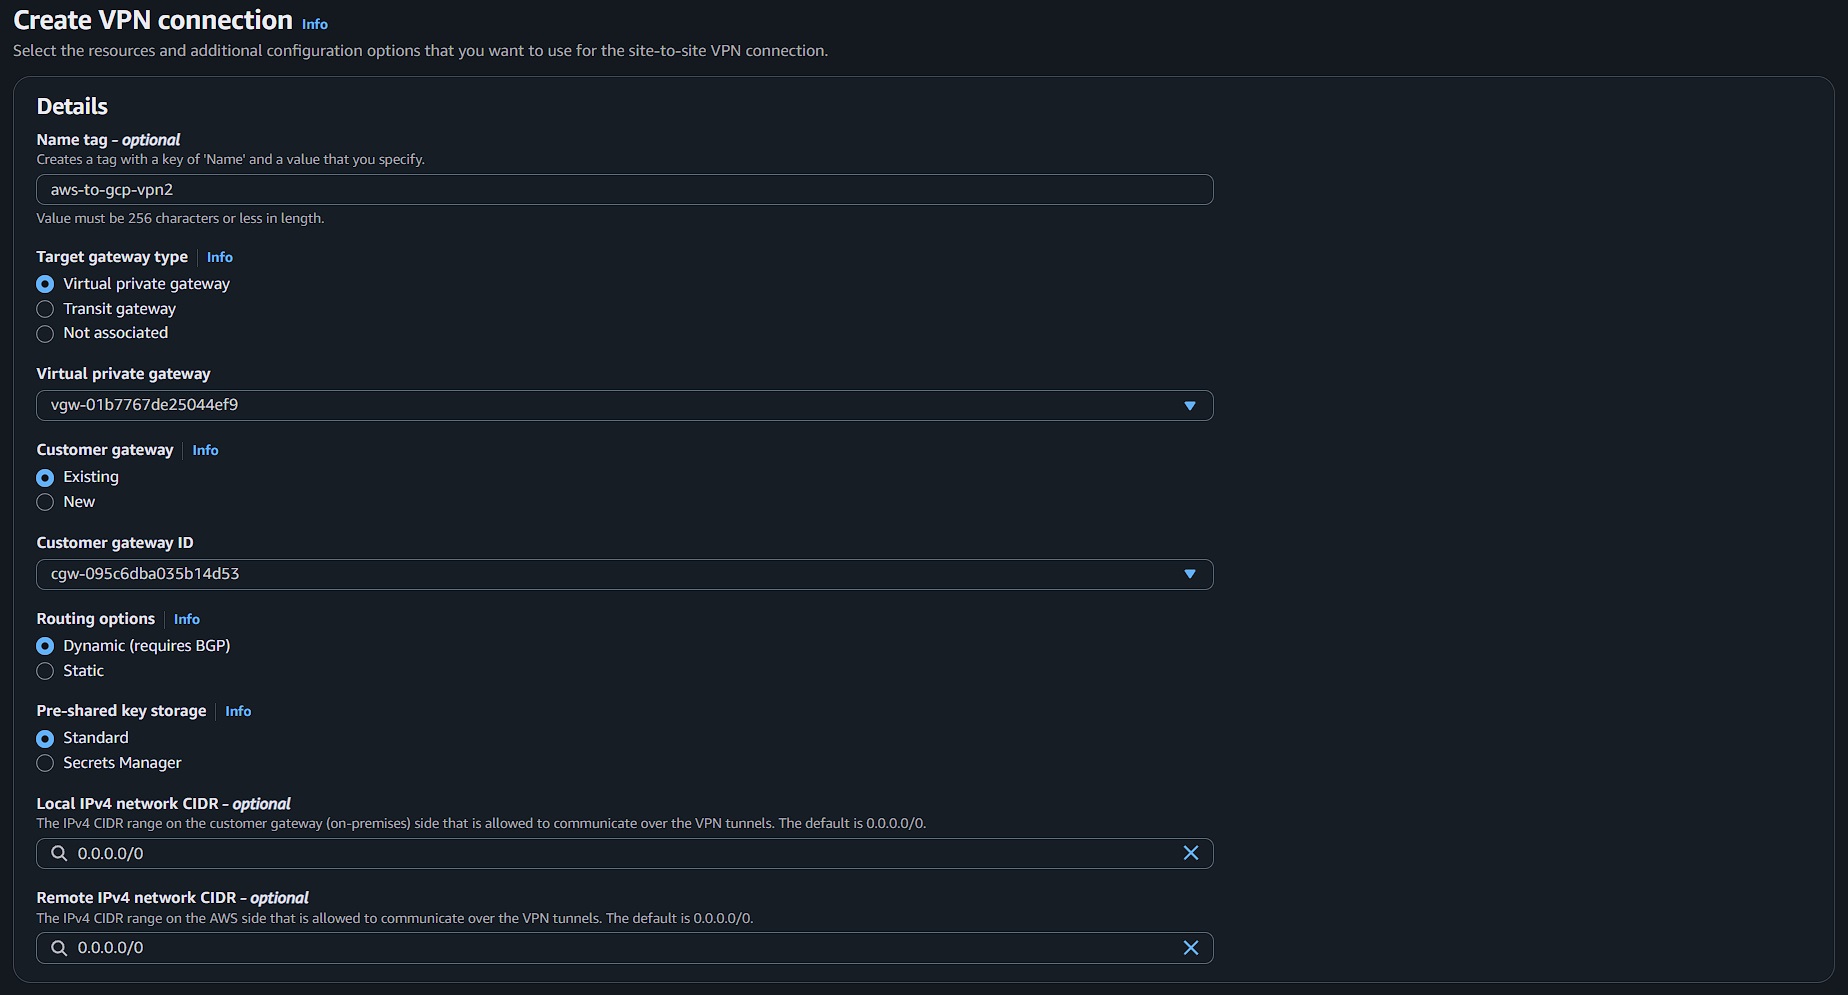 Create VPN connection Info
Select the resources and additional configuration options that you want to use for the site-to-site VPN connection.
Details
Name tag - optional
Creates a tag with a key of 'Name' and a value that you specify.
aws-to-gcp-vpn2
Value must be 256 characters or less in length.
Target gateway type Info
Virtual private gateway
Transit gateway
Not associated
Virtual private gateway
vgw-01b7767de25044ef9
Customer gateway Info
Existing
New
Customer gateway ID
cgw-095c6dba035b14d53
Routing options Info
Dynamic (requires BGP)
Static
Pre-shared key storage Info
Standard
Secrets Manager
Local IPv4 network CIDR - optional
The IPv4 CIDR range on the customer gateway (on-premises) side that is allowed to communicate over the VPN tunnels. The default is 0.0.0.0/0.
0.0.0.0/0
Remote IPv4 network CIDR - optional
The IPv4 CIDR range on the AWS side that is allowed to communicate over the VPN tunnels. The default is 0.0.0.0/0.
0.0.0.0/0